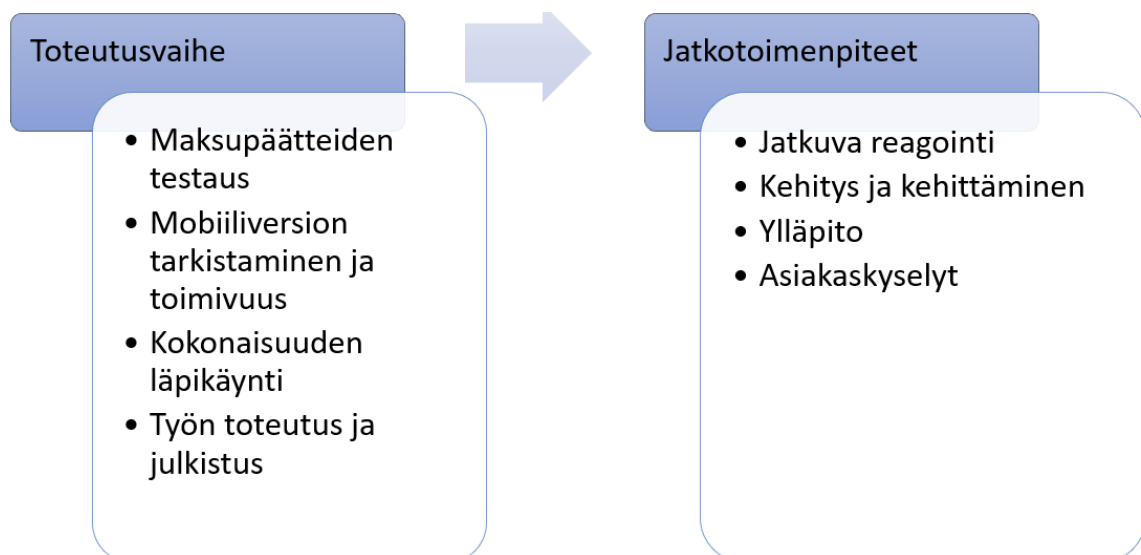 Toteutusvaihe
• Maksupäätteiden
testaus
• Mobiiliversion
tarkistaminen ja
toimivuus
• Kokonaisuuden
läpikäynti
• Työn toteutus ja
julkistus
Jatkotoimenpiteet
• Jatkuva reagointi
• Kehitys ja kehittäminen
• Ylläpito
• Asiakaskyselyt